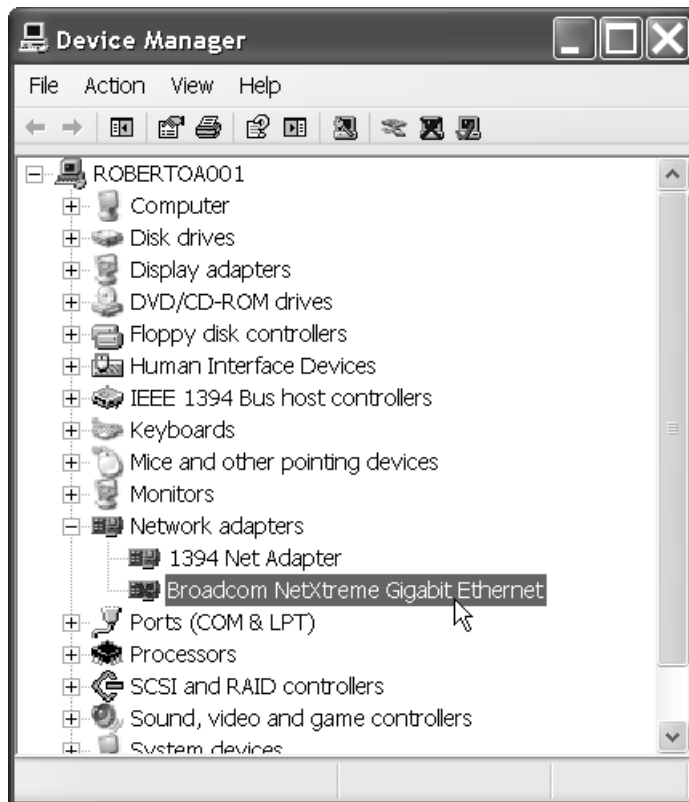 Device Manager
File Action View Help
ROBERTOA001
Computer
Disk drives
Display adapters
DVD/CD-ROM drives
Floppy disk controllers
Human Interface Devices
IEEE 1394 Bus host controllers
Keyboards
Mice and other pointing devices
Monitors
Network adapters
1394 Net Adapter
Broadcom NetXtreme Gigabit Ethernet
Ports (COM & LPT)
Processors
SCSI and RAID controllers
Sound, video and game controllers
System devices